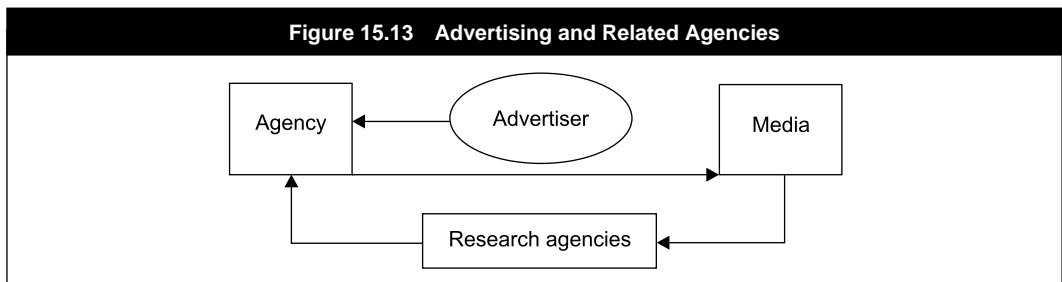 Figure 15.13 Advertising and Related Agencies
Agency
Advertiser
Media
Research agencies